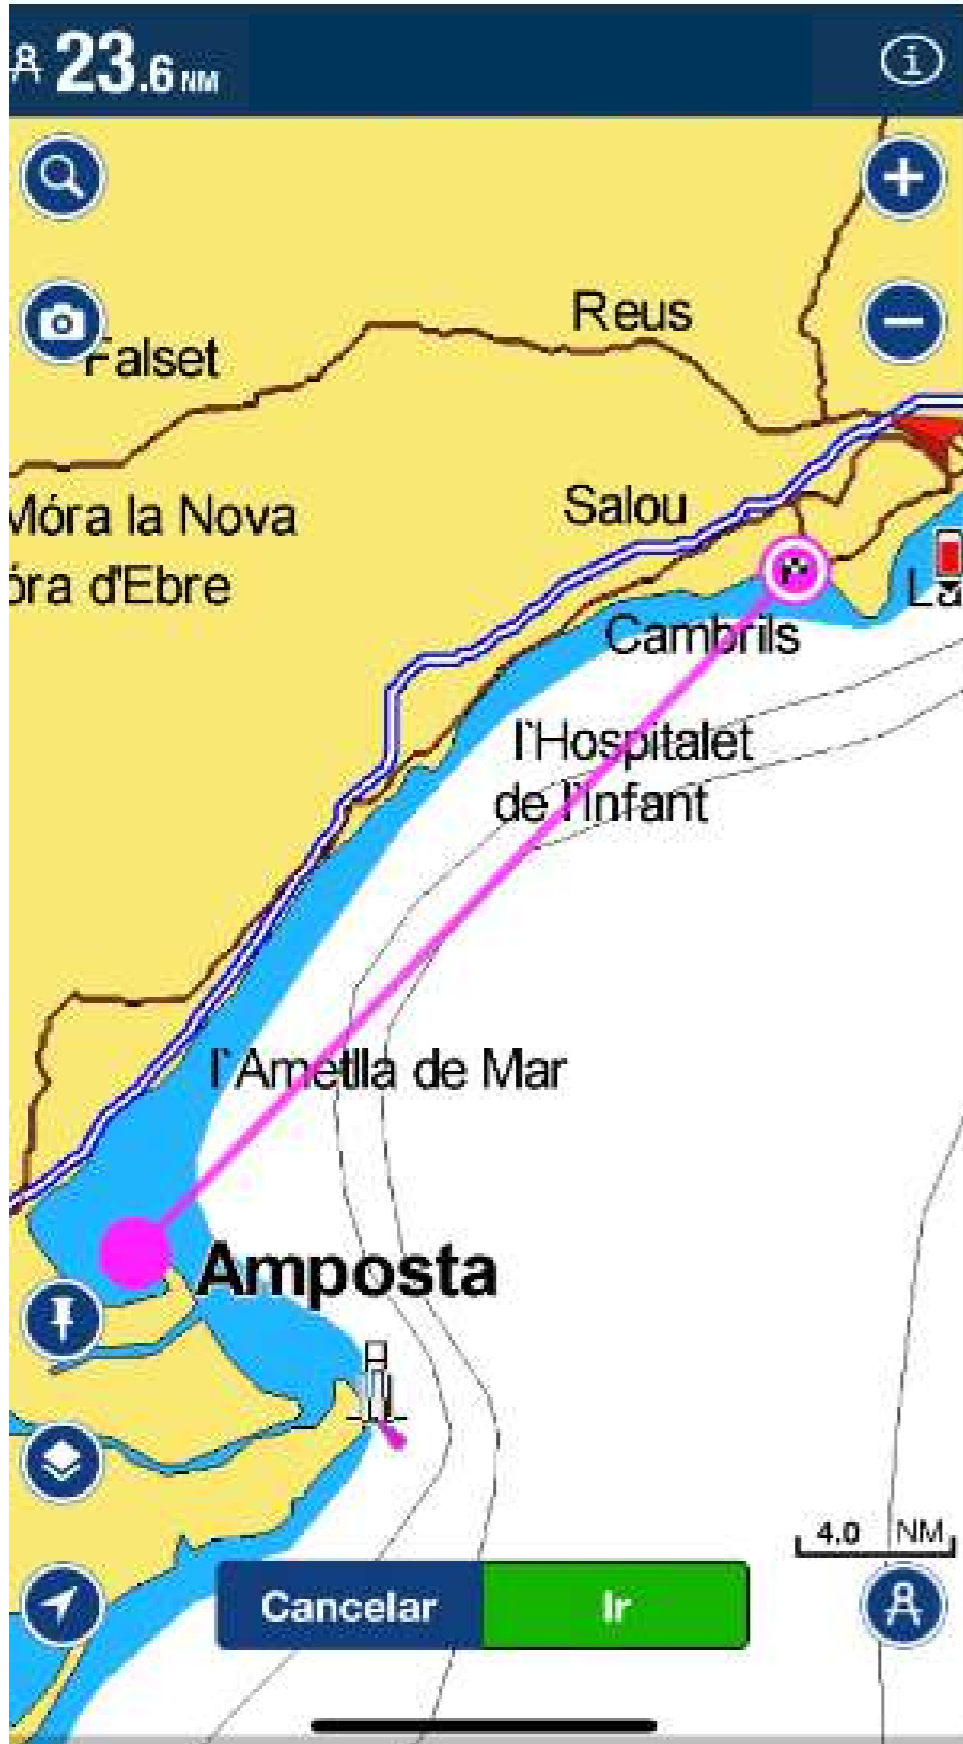 23.6 NM
Reus
Falset
Móra la Nova
Salou
óra d'Ebre
La
Cambrils
l'Hospitalet
de l'Infant
l'Ametlla de Mar
Amposta
4.0 NM
Cancelar
Ir